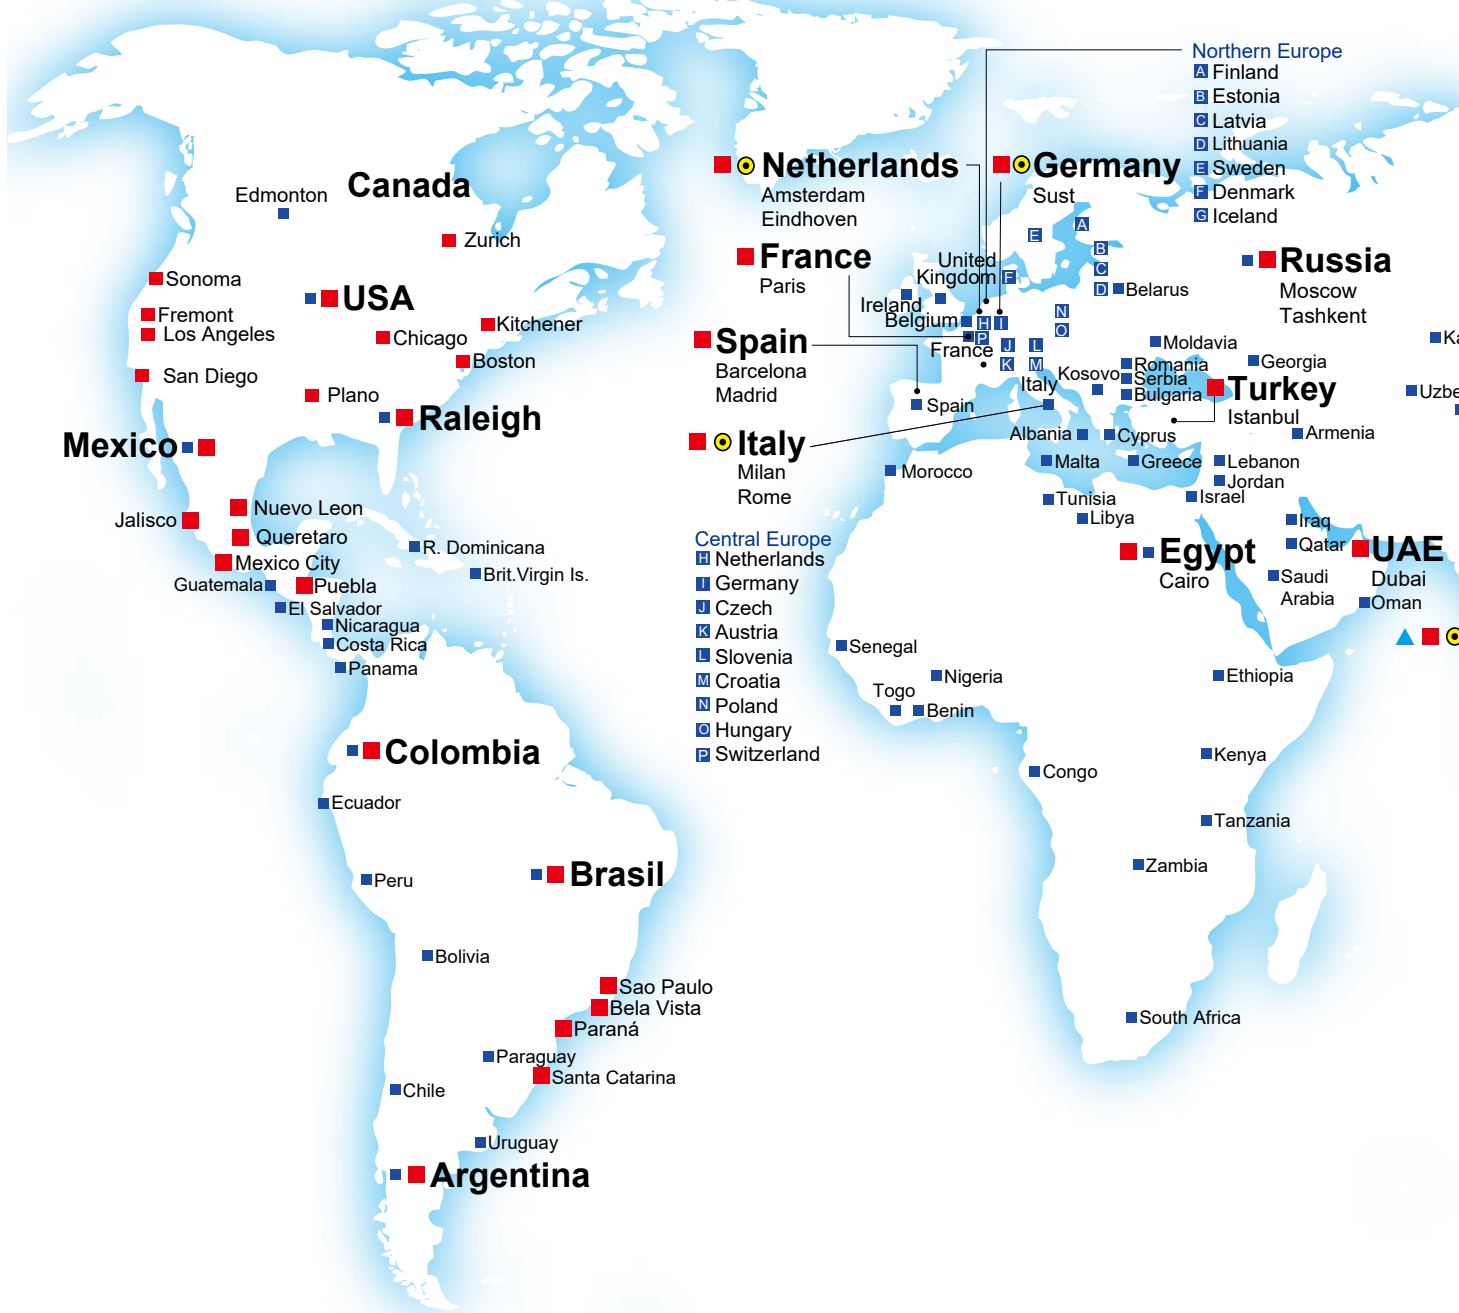 Canada
Edmonton
Zurich
Sonoma
USA
Fremont
Los Angeles
Chicago
Kitchener
Boston
San Diego
Plano
Raleigh
Mexico
Nuevo Leon
Jalisco
Queretaro
Mexico City
R. Dominicana
Brit.Virgin Is.
Guatemala
Puebla
El Salvador
Nicaragua
Costa Rica
Panama
Colombia
Ecuador
Brasil
Peru
Bolivia
Sao Paulo
Bela Vista
Paraná
Paraguay
Santa Catarina
Chile
Uruguay
Argentina
Netherlands
Amsterdam
Eindhoven
France
Paris
Spain
Barcelona
Madrid
Italy
Milan
Rome
Central Europe
H Netherlands
I Germany
J Czech
K Austria
L Slovenia
M Croatia
N Poland
O Hungary
P Switzerland
Germany
Sust
Northern Europe
A Finland
B Estonia
C Latvia
D Lithuania
E Sweden
F Denmark
G Iceland
A
E
B
C
D
F
N
O
H
I
P
J
L
K
M
United
Kingdom
Ireland
Belgium
France
Belarus
Russia
Moscow
Tashkent
Moldavia
Romania
Serbia
Bulgaria
Kosovo
Italy
Spain
Georgia
Turkey
Istanbul
Ka
Uzbe
Armenia
Albania
Cyprus
Malta
Greece
Lebanon
Jordan
Israel
Morocco
Tunisia
Libya
Iraq
Qatar
UAE
Dubai
Egypt
Cairo
Saudi
Arabia
Oman
Senegal
Nigeria
Togo
Benin
Ethiopia
Kenya
Congo
Tanzania
Zambia
South Africa